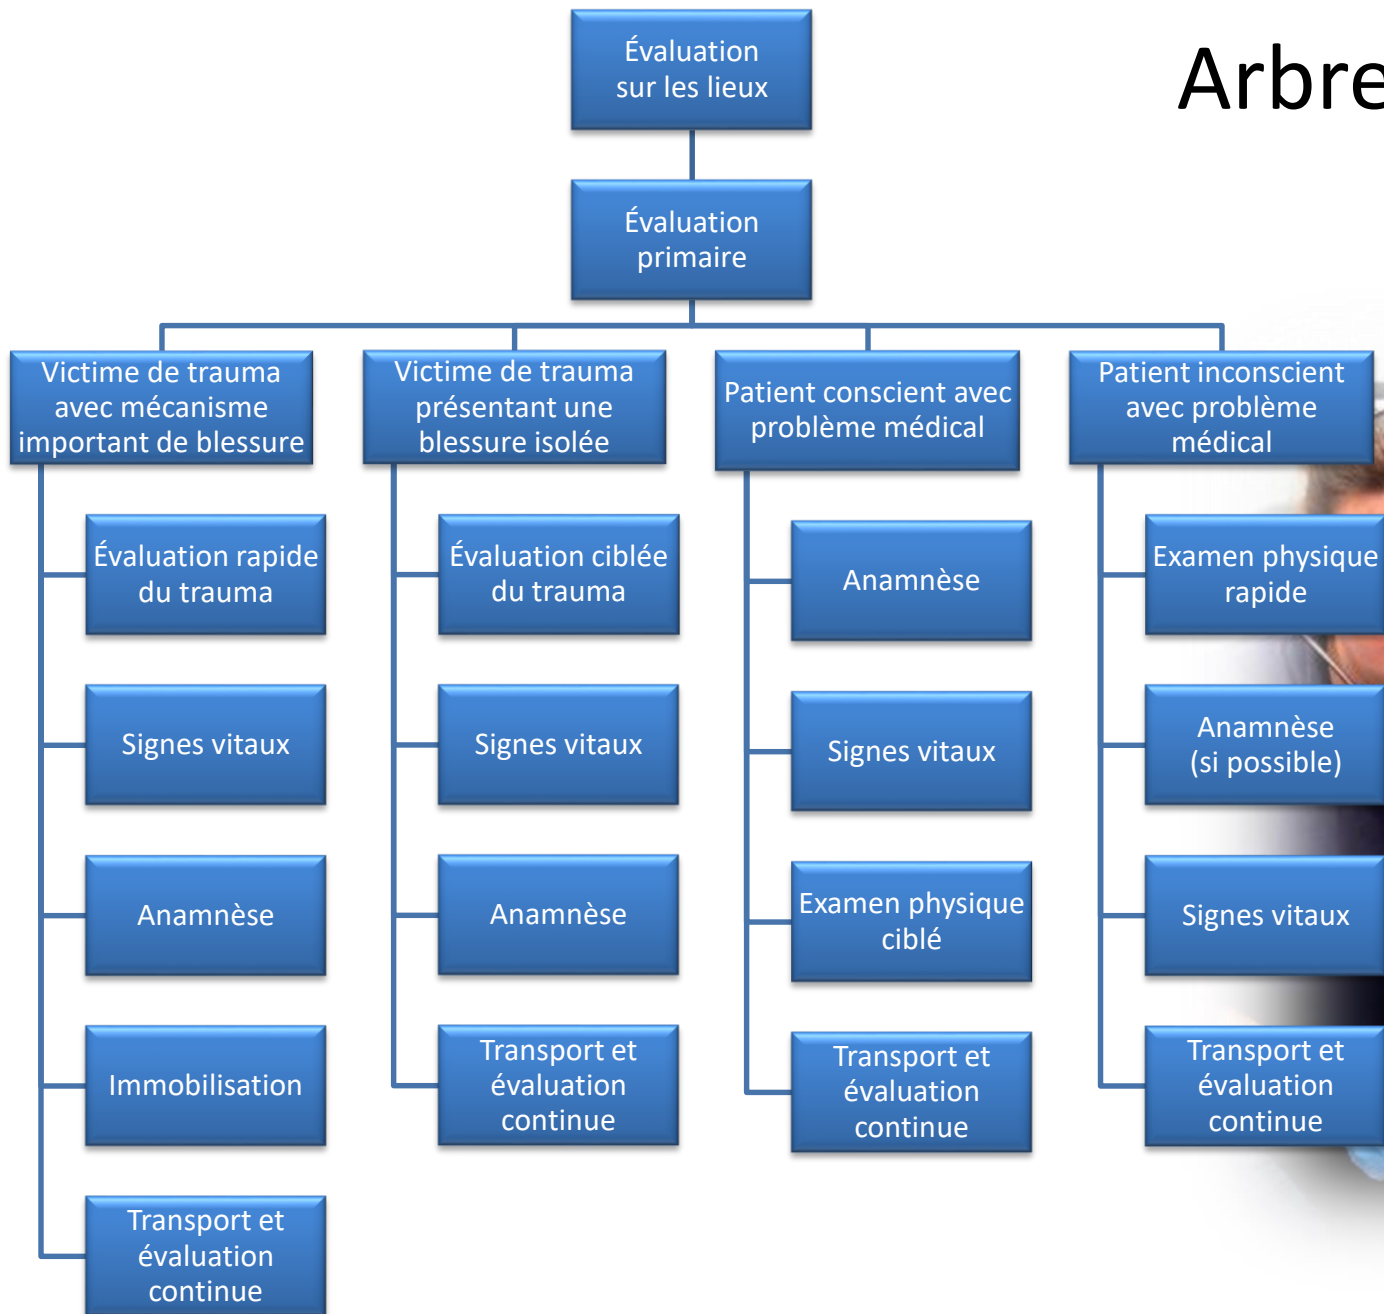 Arbre
Évaluation
sur les lieux
Évaluation
primaire
Victime de trauma
avec mécanisme
important de blessure
Évaluation rapide
du trauma
Signes vitaux
Anamnèse
Immobilisation
Transport et
évaluation
continue
Victime de trauma
présentant une
blessure isolée
Évaluation ciblée
du trauma
Signes vitaux
Anamnèse
Transport et
évaluation
continue
Patient conscient avec
problème médical
Anamnèse
Signes vitaux
Examen physique
ciblé
Transport et
évaluation
continue
Patient inconscient
avec problème
médical
Examen physique
rapide
Anamnèse
(si possible)
Signes vitaux
Transport et
évaluation
continue